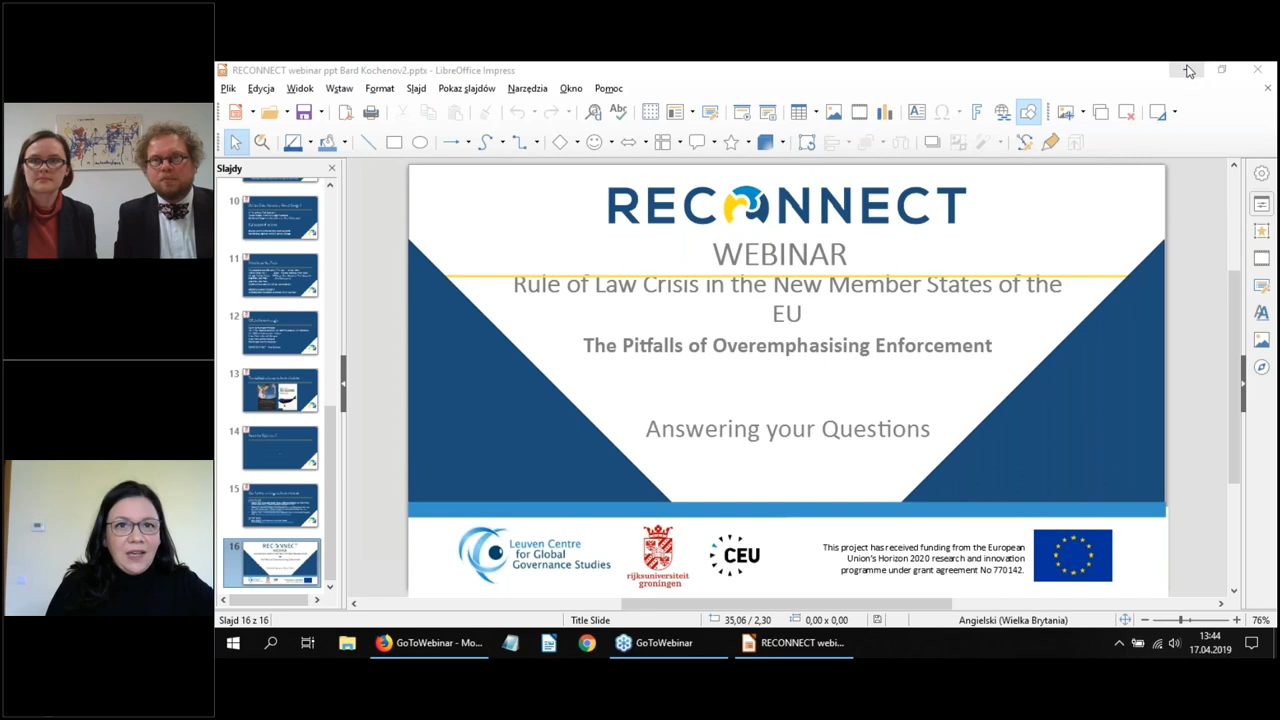 RECONNECT webinar ppt Bard Kochenov2.pptx - LibreOffice Impress
Plik Edycja Widok Wstaw Format Slajd Pokaz slajdów Narzędzia Okno Pomoc
Slajdy
10
11
12
13
14
15
16
RECONNECT
WEBINAR
Rule of Law Crisis in the New Member States of the
EU
The Pitfalls of Overemphasising Enforcement
Answering your Questions
Leuven Centre
for Global
Governance Studies
rijksuniversiteit
groningen
CEU
This project has received funding from the European
Union's Horizon 2020 research and innovation
programme under grant agreement No 770142.
Slajd 16 z 16 Title Slide 35,06 / 2,30 0,00 x 0,00 Angielski (Wielka Brytania) 76%
GoToWebinar - Mo... GoToWebinar RECONNECT webi...
13:44
17.04.2019